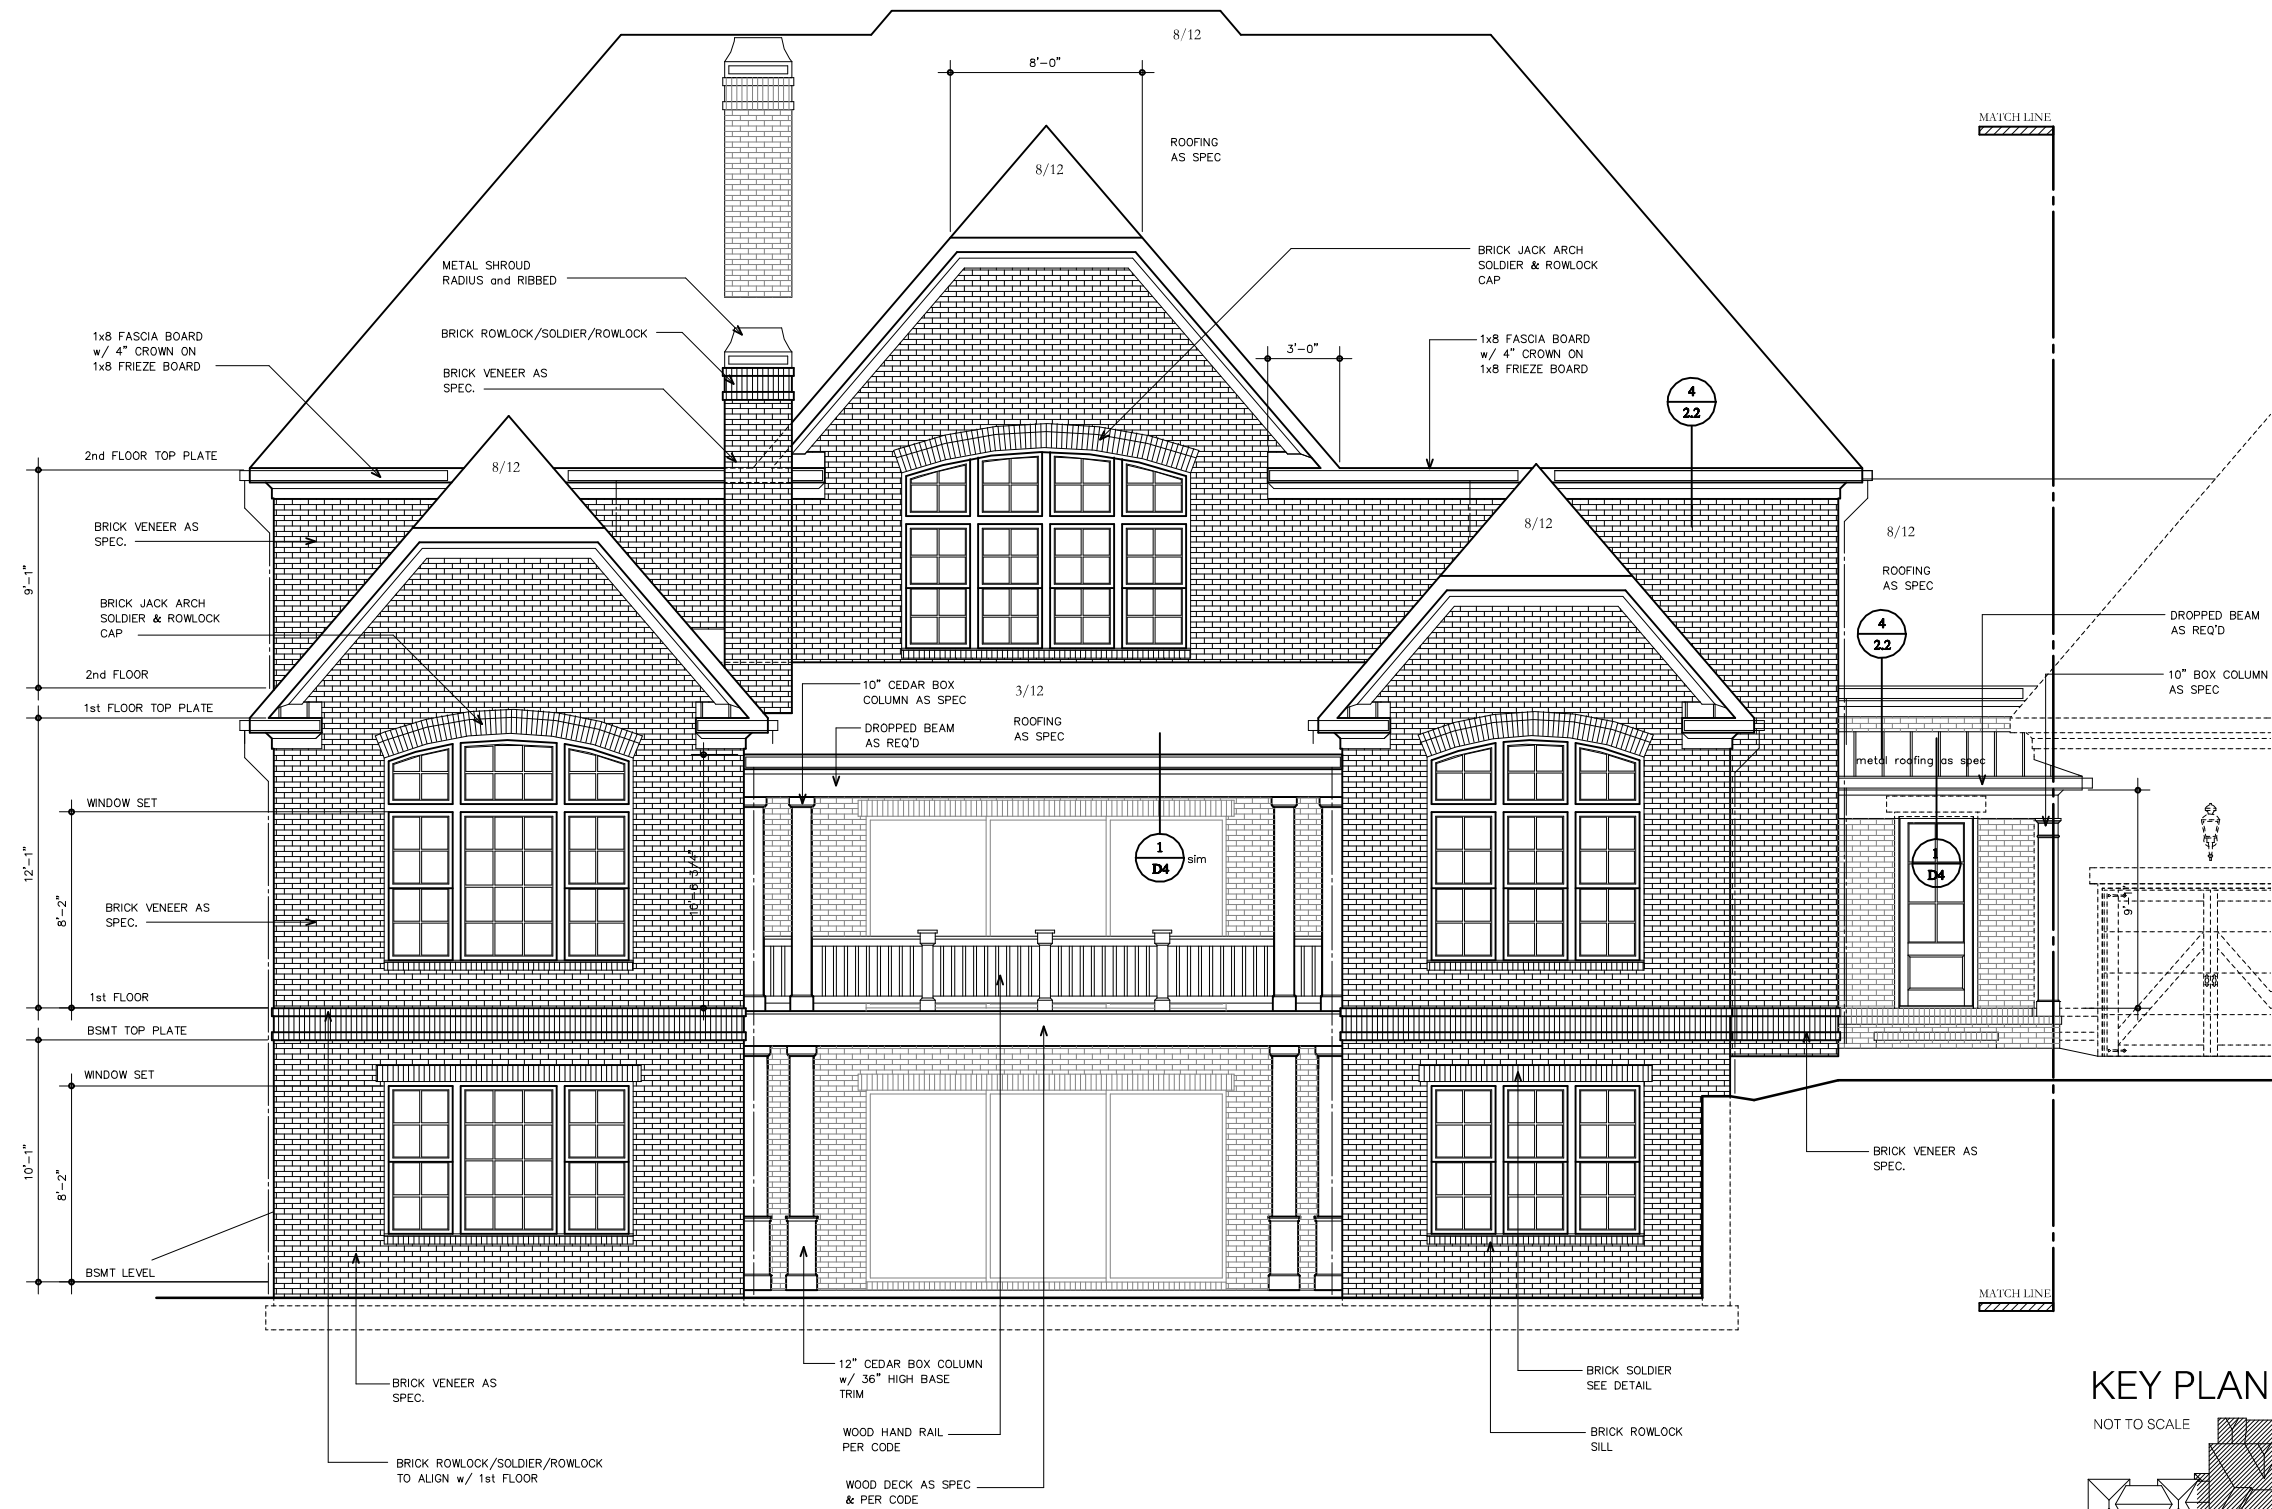 8/12
8'-0"
MATCH LINE
ROOFING
AS SPEC
8/12
BRICK JACK ARCH
SOLDIER & ROWLOCK
CAP
METAL SHROUD
RADIUS and RIBBED
BRICK ROWLOCK/SOLDIER/ROWLOCK
BRICK VENEER AS
SPEC.
1x8 FASCIA BOARD
w/ 4" CROWN ON
1x8 FRIEZE BOARD
3'-0"
1x8 FASCIA BOARD
w/ 4" CROWN ON
1x8 FRIEZE BOARD
4
2.2
2nd FLOOR TOP PLATE
8/12
8/12
8/12
BRICK VENEER AS
SPEC.
9'-1"
ROOFING
AS SPEC
BRICK JACK ARCH
SOLDIER & ROWLOCK
CAP
4
2.2
DROPPED BEAM
AS REQ'D
2nd FLOOR
10" BOX COLUMN
AS SPEC
10" CEDAR BOX
COLUMN AS SPEC
3/12
1st FLOOR TOP PLATE
DROPPED BEAM
AS REQ'D
ROOFING
AS SPEC
metal roofing as spec
WINDOW SET
12'-1"
8'-2"
10'-6 3/4"
1
D4
sim
1
D4
9'-1"
BRICK VENEER AS
SPEC.
1st FLOOR
BSMT TOP PLATE
WINDOW SET
10'-1"
8'-2"
BRICK VENEER AS
SPEC.
BSMT LEVEL
MATCH LINE
12" CEDAR BOX COLUMN
w/ 36" HIGH BASE
TRIM
BRICK VENEER AS
SPEC.
BRICK SOLDIER
SEE DETAIL
KEY PLAN
NOT TO SCALE
WOOD HAND RAIL
PER CODE
BRICK ROWLOCK
SILL
BRICK ROWLOCK/SOLDIER/ROWLOCK
TO ALIGN w/ 1st FLOOR
WOOD DECK AS SPEC
& PER CODE